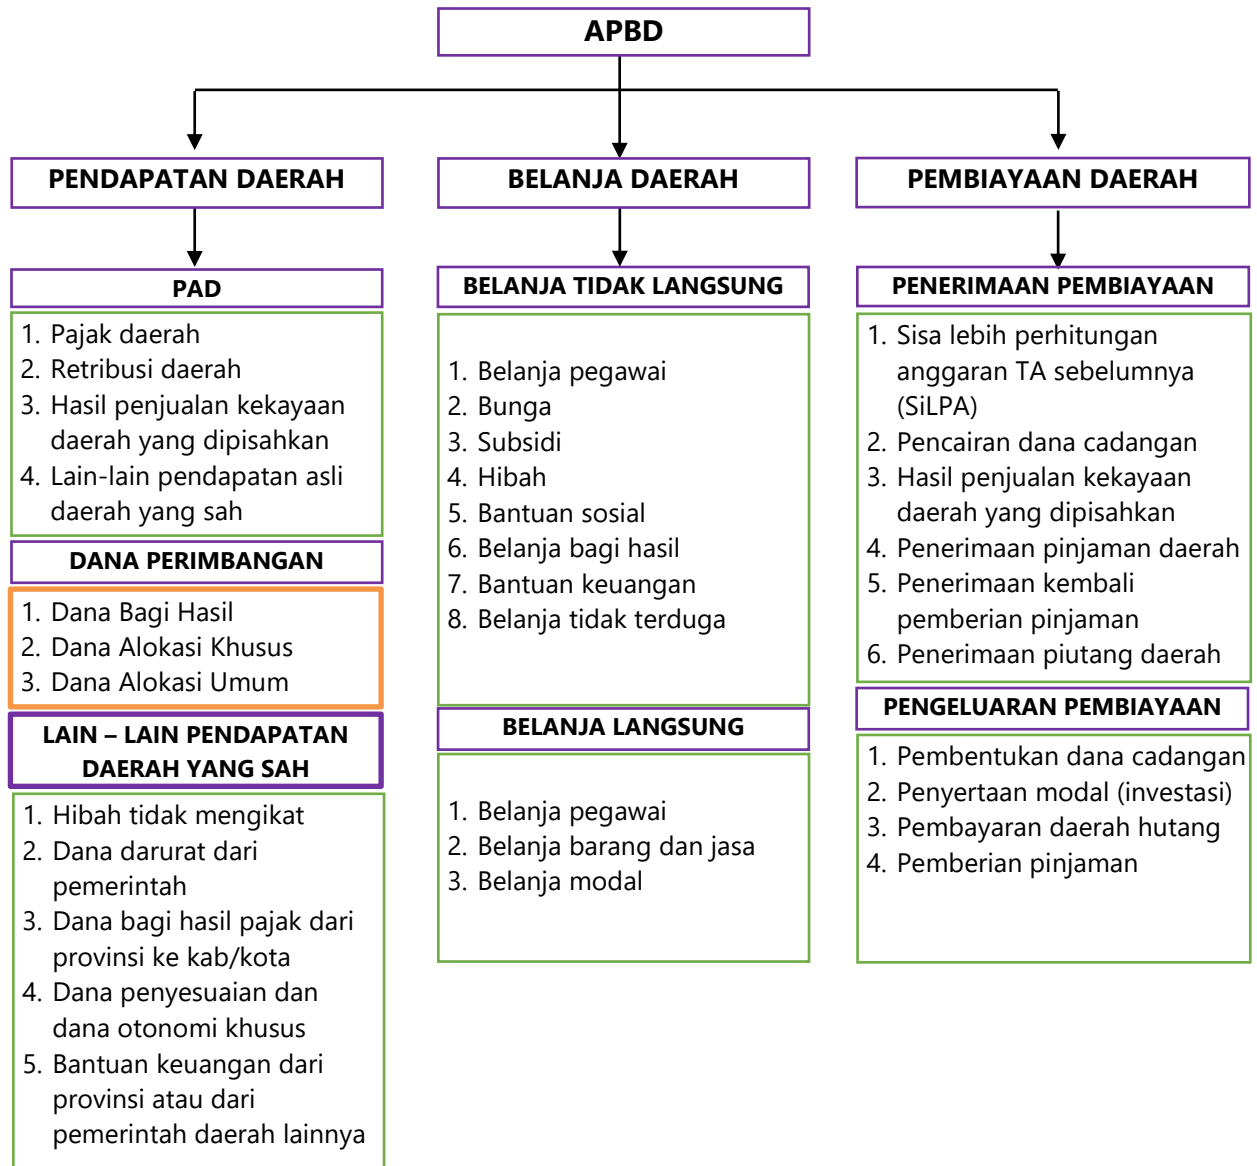 APBD
PENDAPATAN DAERAH
PAD
1. Pajak daerah
2. Retribusi daerah
3. Hasil penjualan kekayaan
daerah yang dipisahkan
4. Lain-lain pendapatan asli
daerah yang sah
DANA PERIMBANGAN
1. Dana Bagi Hasil
2. Dana Alokasi Khusus
3. Dana Alokasi Umum
LAIN – LAIN PENDAPATAN
DAERAH YANG SAH
1. Hibah tidak mengikat
2. Dana darurat dari
pemerintah
3. Dana bagi hasil pajak dari
provinsi ke kab/kota
4. Dana penyesuaian dan
dana otonomi khusus
5. Bantuan keuangan dari
provinsi atau dari
pemerintah daerah lainnya
BELANJA DAERAH
BELANJA TIDAK LANGSUNG
1. Belanja pegawai
2. Bunga
3. Subsidi
4. Hibah
5. Bantuan sosial
6. Belanja bagi hasil
7. Bantuan keuangan
8. Belanja tidak terduga
BELANJA LANGSUNG
1. Belanja pegawai
2. Belanja barang dan jasa
3. Belanja modal
PEMBIAYAAN DAERAH
PENERIMAAN PEMBIAYAAN
1. Sisa lebih perhitungan
anggaran TA sebelumnya
(SiLPA)
2. Pencairan dana cadangan
3. Hasil penjualan kekayaan
daerah yang dipisahkan
4. Penerimaan pinjaman daerah
5. Penerimaan kembali
pemberian pinjaman
6. Penerimaan piutang daerah
PENGELUARAN PEMBIAYAAN
1. Pembentukan dana cadangan
2. Penyertaan modal (investasi)
3. Pembayaran daerah hutang
4. Pemberian pinjaman